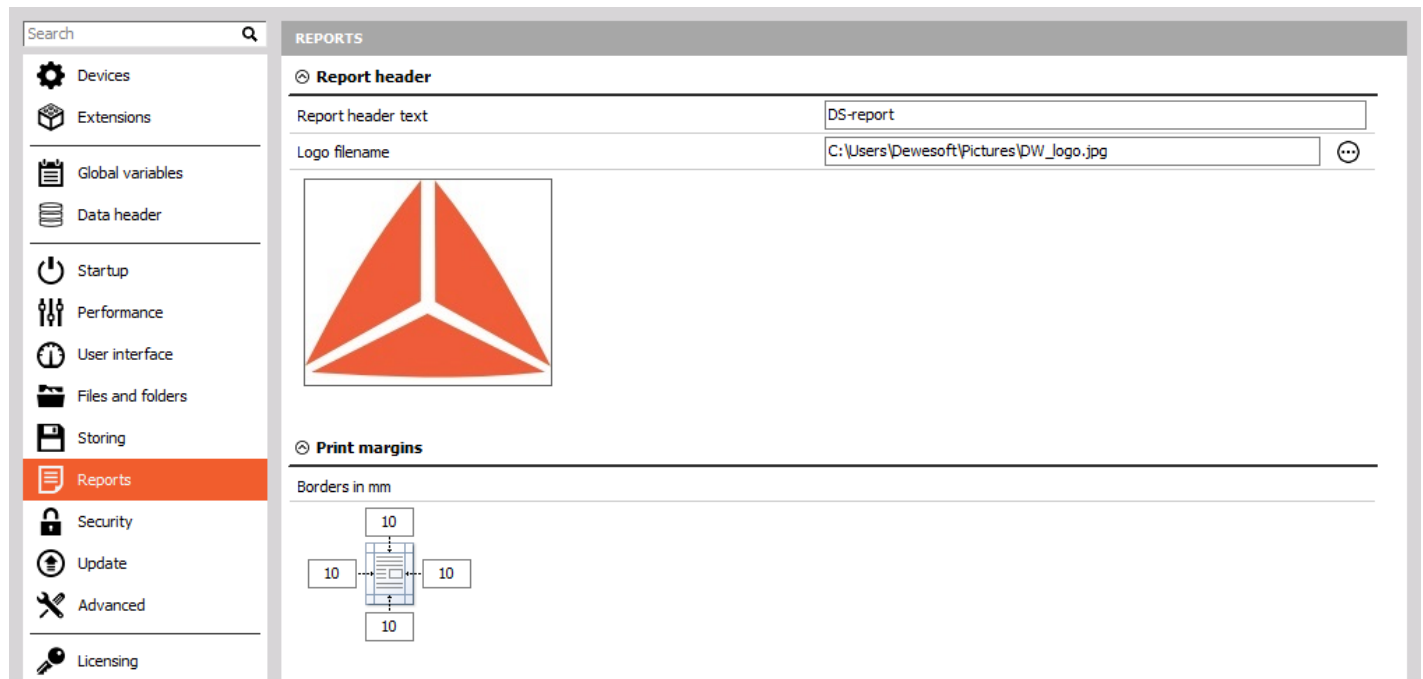 Search
Devices
Extensions
Global variables
Data header
Startup
Performance
User interface
Files and folders
Storing
Reports
Security
Update
Advanced
Licensing
REPORTS
Report header
Report header text
DS-report
Logo filename
C:\Users\Dewesoft\Pictures\DW_logo.jpg
Print margins
Borders in mm
10
10 10
10